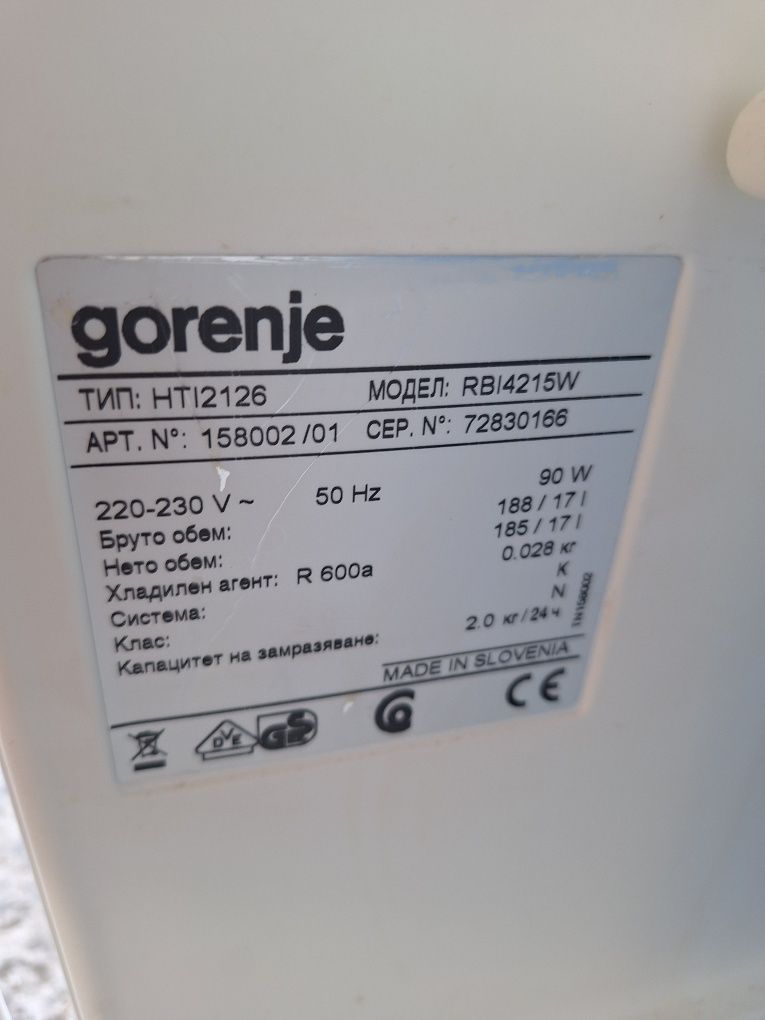 gorenje
ТИП: HTI2126 МОДЕЛ: RBI4215W
АРТ. N°: 158002 /01 СЕР. N°: 72830166
220-230 V ~ 50 Hz 90 W
Бруто обем: 188 / 17 l
Нето обем: 185 / 17 l
Хладилен агент: R 600a 0.028 кг
Система: K
Клас: N
Капацитет на замразяване: 2.0 кг/24 ч
TN158002
MADE IN SLOVENIA
DVE GS CE